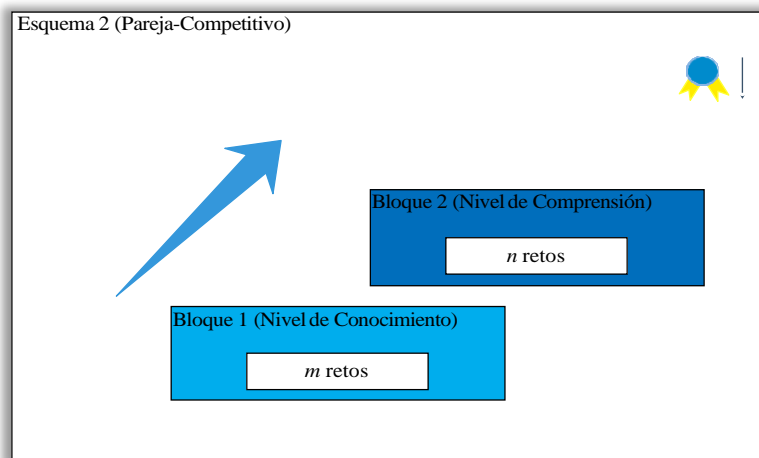 Esquema 2 (Pareja-Competitivo)
Bloque 2 (Nivel de Comprensión)
n retos
Bloque 1 (Nivel de Conocimiento)
m retos